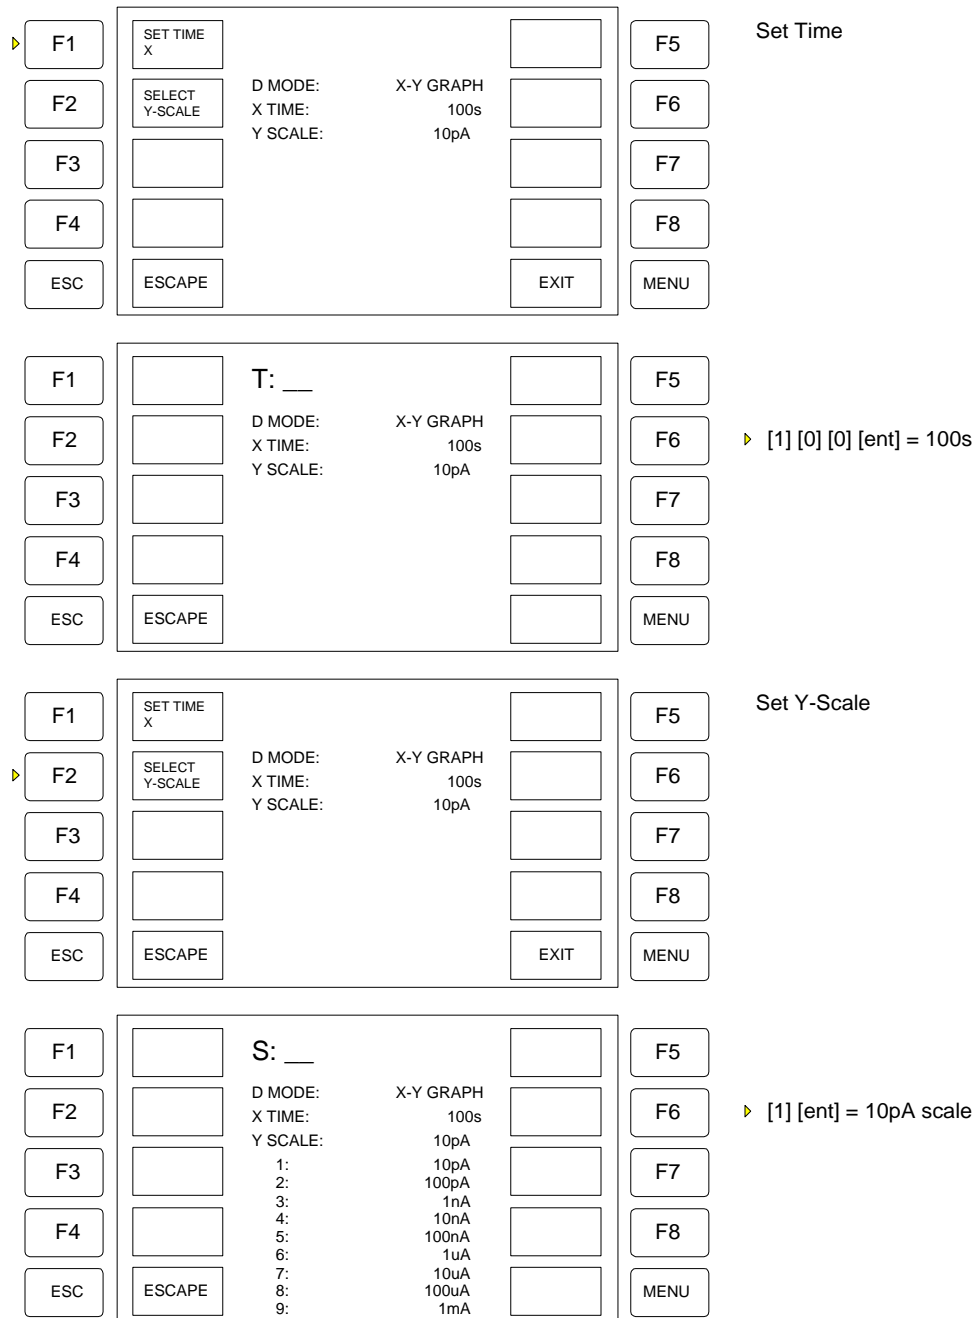 F1 SET TIME X F5 Set Time
F2 SELECT Y-SCALE D MODE: X-Y GRAPH F6
X TIME: 100s
Y SCALE: 10pA
F3 F7
F4 F8
ESC ESCAPE EXIT MENU
F1 T: __ F5
D MODE: X-Y GRAPH
F2 X TIME: 100s F6 [1] [0] [0] [ent] = 100s
Y SCALE: 10pA
F3 F7
F4 F8
ESC ESCAPE MENU
F1 SET TIME X F5 Set Y-Scale
F2 SELECT Y-SCALE D MODE: X-Y GRAPH F6
X TIME: 100s
Y SCALE: 10pA
F3 F7
F4 F8
ESC ESCAPE EXIT MENU
F1 S: __ F5
D MODE: X-Y GRAPH
F2 X TIME: 100s F6 [1] [ent] = 10pA scale
Y SCALE: 10pA
1: 10pA
F3 F7
2: 100pA
3: 1nA
4: 10nA
F4 F8
5: 100nA
6: 1uA
7: 10uA
ESC ESCAPE 8: 100uA MENU
9: 1mA